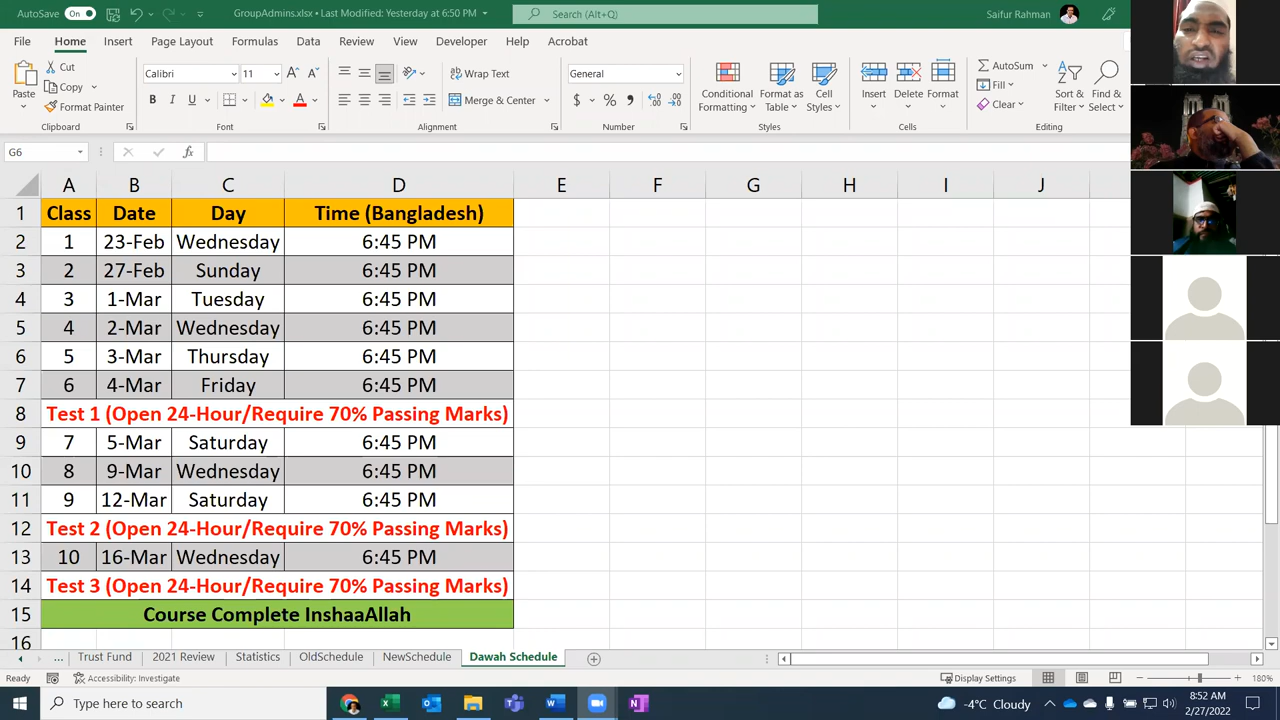 AutoSave On GroupAdmins.xlsx • Last Modified: Yesterday at 6:50 PM Search (Alt+Q) Saifur Rahman
File Home Insert Page Layout Formulas Data Review View Developer Help Acrobat
Paste Cut Copy Format Painter Calibri 11 Wrap Text Merge & Center General Conditional Formatting Format as Table Cell Styles Insert Delete Format AutoSum Fill Clear Sort & Filter Find & Select
Clipboard Font Alignment Number Styles Cells Editing
G6 fx
A B C D E F G H I J
1 Class Date Day Time (Bangladesh)
2 1 23-Feb Wednesday 6:45 PM
3 2 27-Feb Sunday 6:45 PM
4 3 1-Mar Tuesday 6:45 PM
5 4 2-Mar Wednesday 6:45 PM
6 5 3-Mar Thursday 6:45 PM
7 6 4-Mar Friday 6:45 PM
8 Test 1 (Open 24-Hour/Require 70% Passing Marks)
9 7 5-Mar Saturday 6:45 PM
10 8 9-Mar Wednesday 6:45 PM
11 9 12-Mar Saturday 6:45 PM
12 Test 2 (Open 24-Hour/Require 70% Passing Marks)
13 10 16-Mar Wednesday 6:45 PM
14 Test 3 (Open 24-Hour/Require 70% Passing Marks)
15 Course Complete InshaaAllah
16
... Trust Fund 2021 Review Statistics OldSchedule NewSchedule Dawah Schedule
Ready Accessibility: Investigate Display Settings 180%
Type here to search -4°C Cloudy 8:52 AM
2/27/2022